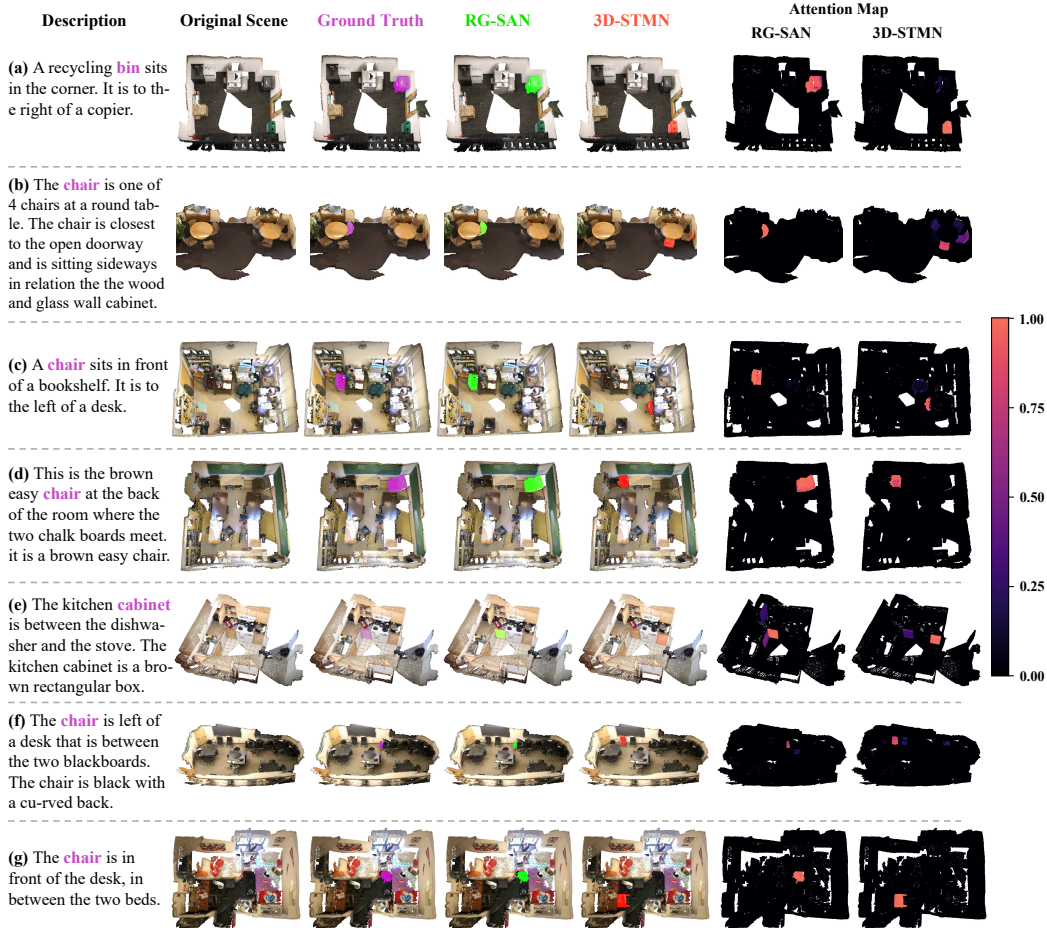 Description
Original Scene
Ground Truth
RG-SAN
3D-STMN
Attention Map
RG-SAN
3D-STMN
(a) A recycling bin sits
in the corner. It is to th-
e right of a copier.
(b) The chair is one of
4 chairs at a round tab-
le. The chair is closest
to the open doorway
and is sitting sideways
in relation the the wood
and glass wall cabinet.
(c) A chair sits in front
of a bookshelf. It is to
the left of a desk.
(d) This is the brown
easy chair at the back
of the room where the
two chalk boards meet.
it is a brown easy chair.
(e) The kitchen cabinet
is between the dishwa-
sher and the stove. The
kitchen cabinet is a bro-
wn rectangular box.
(f) The chair is left of
a desk that is between
the two blackboards.
The chair is black with
a cu-rved back.
(g) The chair is in
front of the desk, in
between the two beds.
1.00
0.75
0.50
0.25
0.00